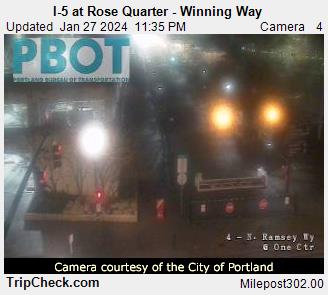 I-5 at Rose Quarter - Winning Way
Updated Jan 27 2024 11:35 PM Camera 4
PBOT
PORTLAND BUREAU OF TRANSPORTATION
4 - N. Ramsey Wy
@ One Ctr
Camera courtesy of the City of Portland
TripCheck.com Milepost302.00